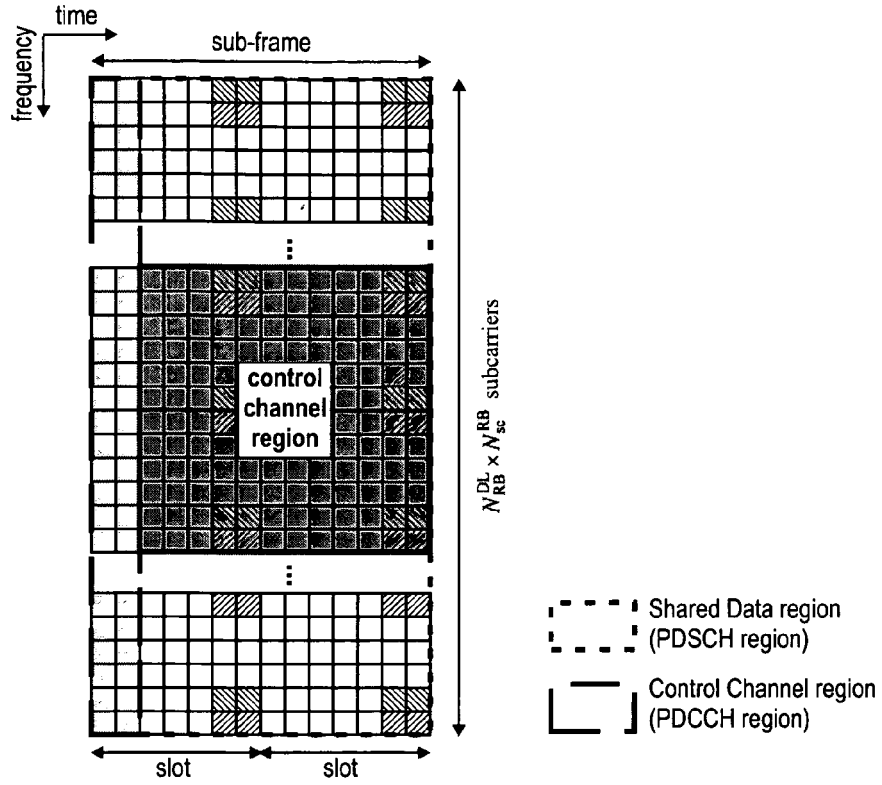 time
sub-frame
frequency
...
control
channel
region
N_RB^DL × N_sc^RB subcarriers
...
Shared Data region
(PDSCH region)
Control Channel region
(PDCCH region)
slot
slot